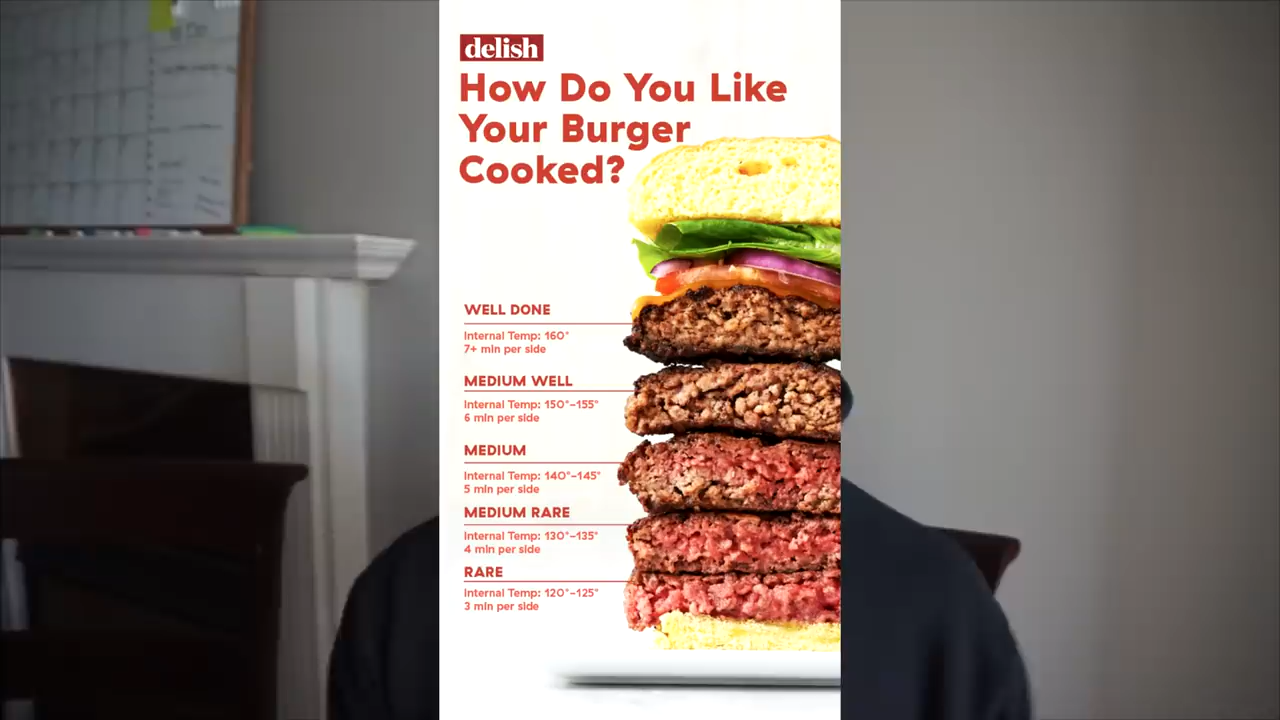 delish
How Do You Like
Your Burger
Cooked?
WELL DONE
Internal Temp: 160°
7+ min per side
MEDIUM WELL
Internal Temp: 150°–155°
6 min per side
MEDIUM
Internal Temp: 140°–145°
5 min per side
MEDIUM RARE
Internal Temp: 130°–135°
4 min per side
RARE
Internal Temp: 120°–125°
3 min per side